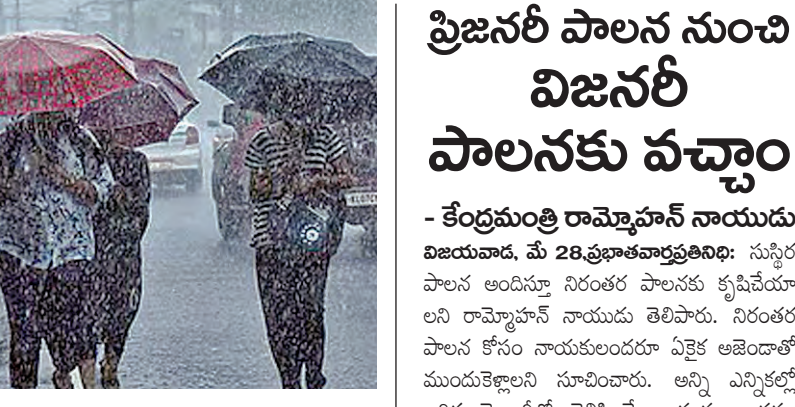 ప్రిజనరీ పాలన నుంచి
విజనరీ
పాలనకు వచ్చాం
- కేంద్రమంత్రి రామ్మోహన్ నాయుడు
విజయవాడ, మే 28,ప్రభాతవార్తప్రతినిధి: సుస్థిర
పాలన అందిస్తూ నిరంతర పాలనకు కృషిచేయా
లని రామ్మోహన్ నాయుడు తెలిపారు. నిరంతర
పాలన కోసం నాయకులందరూ ఏకైక అజెండాతో
ముందుకెళ్లాలని సూచించారు. అన్ని ఎన్నికల్లో